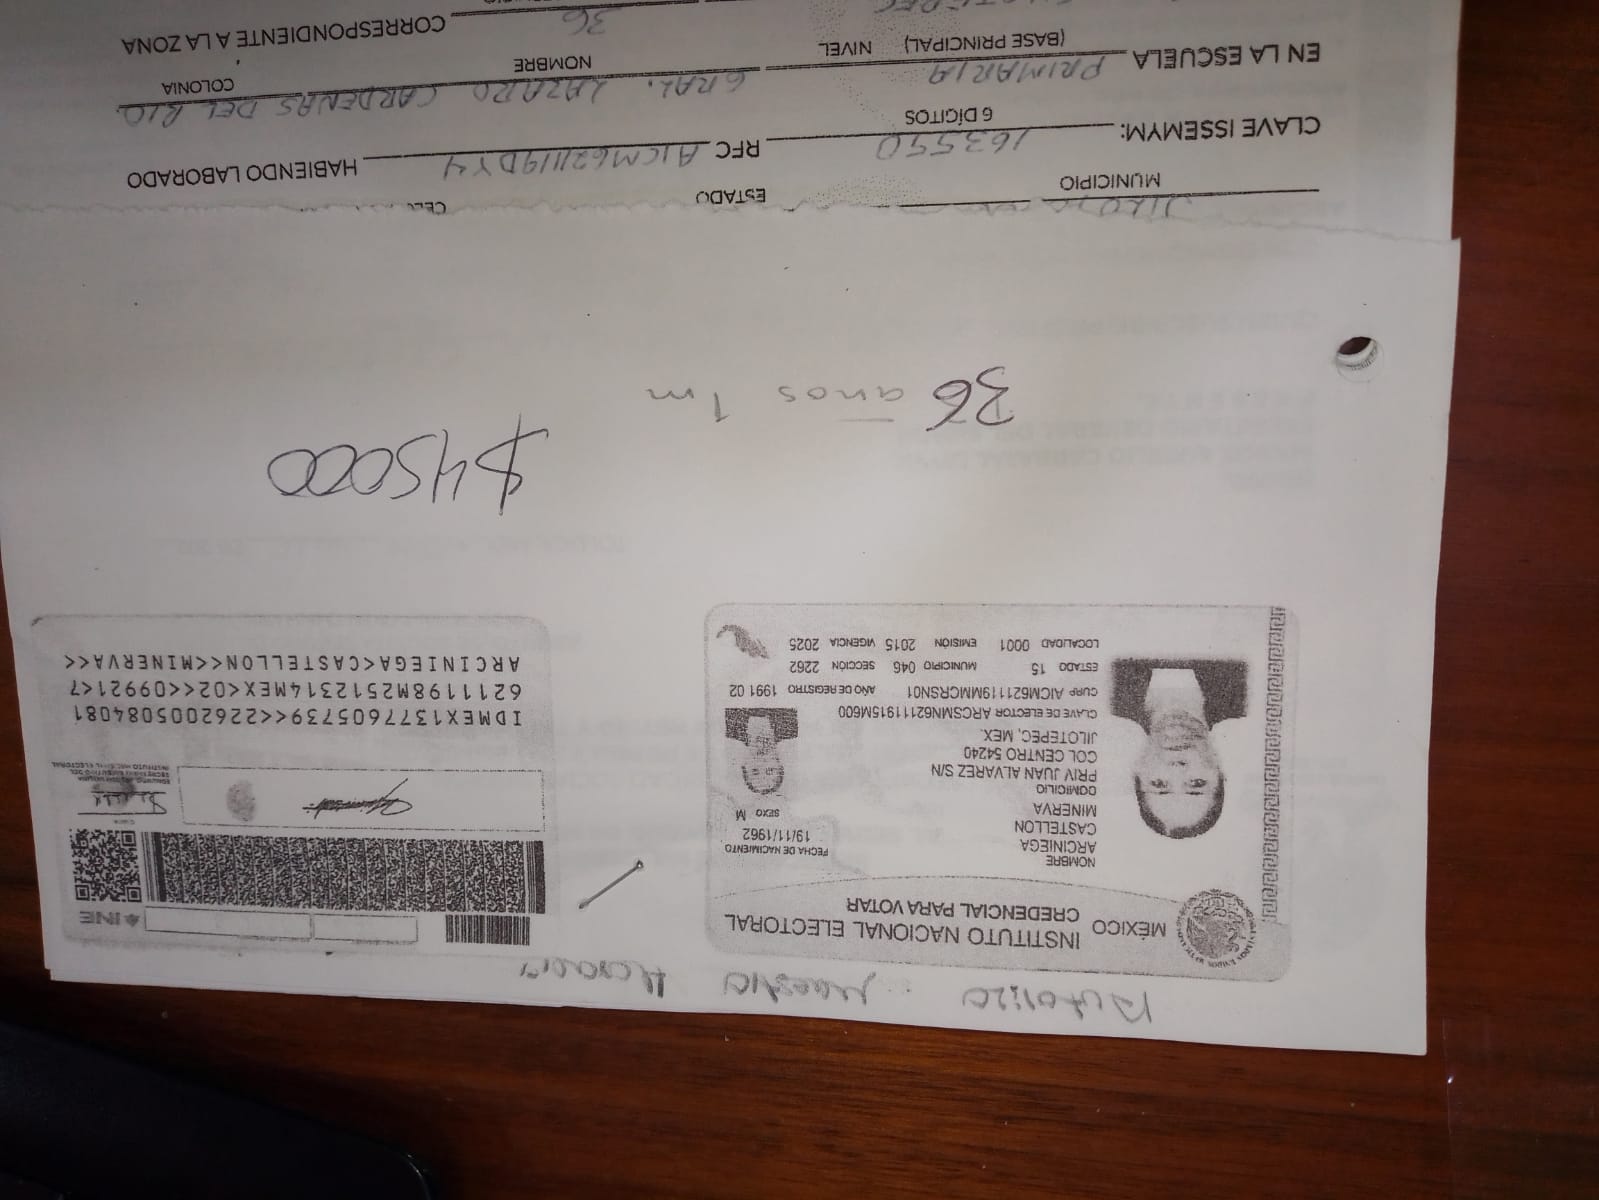 Autorizo Maestro
MÉXICO INSTITUTO NACIONAL ELECTORAL
CREDENCIAL PARA VOTAR
NOMBRE
ARCINIEGA
CASTELLON
MINERVA
FECHA DE NACIMIENTO
19/11/1962
SEXO M
DOMICILIO
PRIV JUAN ALVAREZ S/N
COL CENTRO 54240
JILOTEPEC, MEX.
CLAVE DE ELECTOR ARCSMN62111915M600
CURP AICM621119MMCRSN01 AÑO DE REGISTRO 1991 02
ESTADO 15 MUNICIPIO 046 SECCIÓN 2262
LOCALIDAD 0001 EMISIÓN 2015 VIGENCIA 2025
INE
IDMEX1377605739<<2262005084081
6211198M2512314MEX<02<<09921<7
ARCINIEGA<CASTELLON<<MINERVA<<
$45000
36 años 1m
MUNICIPIO ESTADO
CLAVE ISSEMYM: 163550 RFC AICM621119DY4 HABIENDO LABORADO
6 DÍGITOS
EN LA ESCUELA PRIMARIA GRAL. LAZARO CARDENAS DEL RIO.
(BASE PRINCIPAL) NIVEL NOMBRE COLONIA
36 CORRESPONDIENTE A LA ZONA